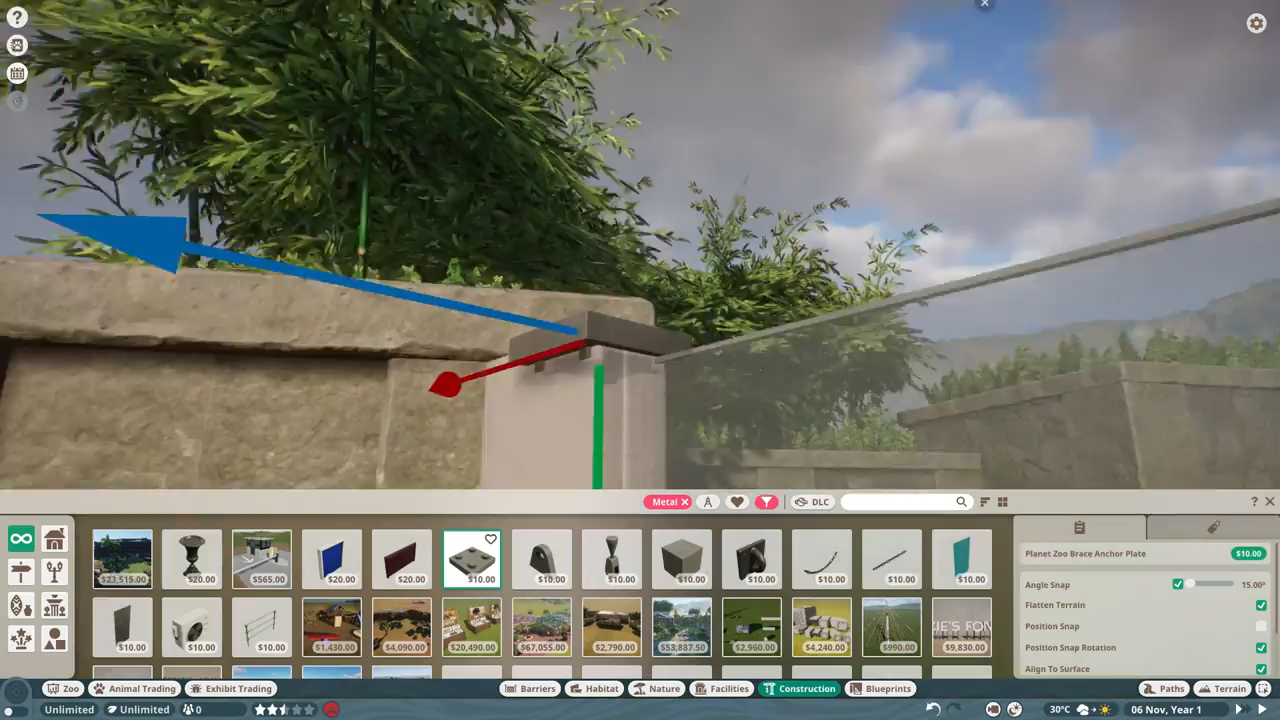 ?
Metal ×
DLC
? ×
$23,515.00
$20.00
$565.00
$20.00
$20.00
$10.00
$10.00
$10.00
$10.00
$10.00
$10.00
$10.00
$10.00
Planet Zoo Brace Anchor Plate
$10.00
Angle Snap
15.00°
Flatten Terrain
Position Snap
Position Snap Rotation
Align To Surface
$10.00
$10.00
$10.00
$1,430.00
$4,090.00
$20,490.00
$67,055.00
$2,790.00
$53,887.50
$2,960.00
$4,240.00
$990.00
$9,830.00
Zoo
Animal Trading
Exhibit Trading
Barriers
Habitat
Nature
Facilities
Construction
Blueprints
Paths
Terrain
Unlimited
Unlimited
0
30°C
06 Nov, Year 1